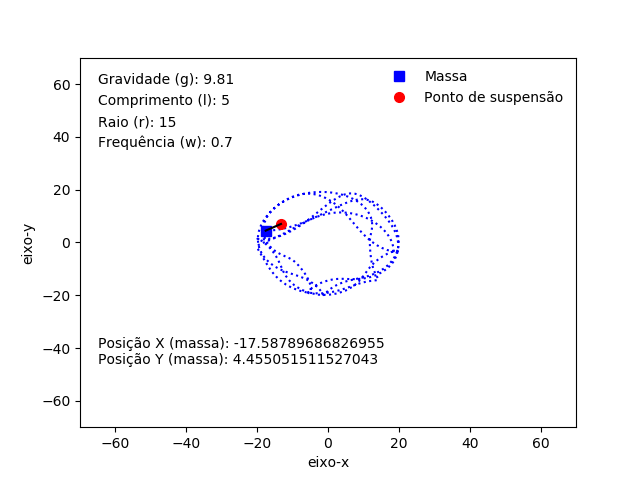 Gravidade (g): 9.81
Comprimento (l): 5
Raio (r): 15
Frequência (w): 0.7
Massa
Ponto de suspensão
60
40
20
0
−20
−40
−60
eixo-y
Posição X (massa): -17.58789686826955
Posição Y (massa): 4.455051511527043
−60
−40
−20
0
20
40
60
eixo-x